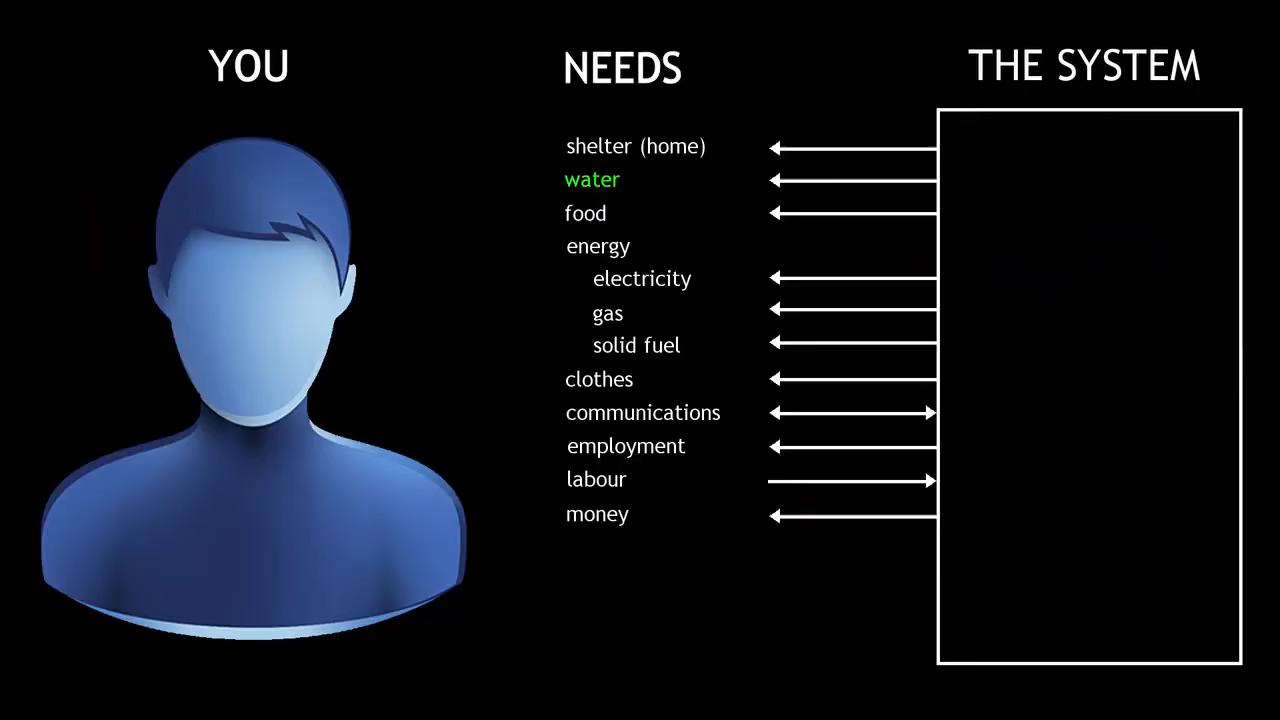 YOU
NEEDS
THE SYSTEM
shelter (home)
water
food
energy
electricity
gas
solid fuel
clothes
communications
employment
labour
money